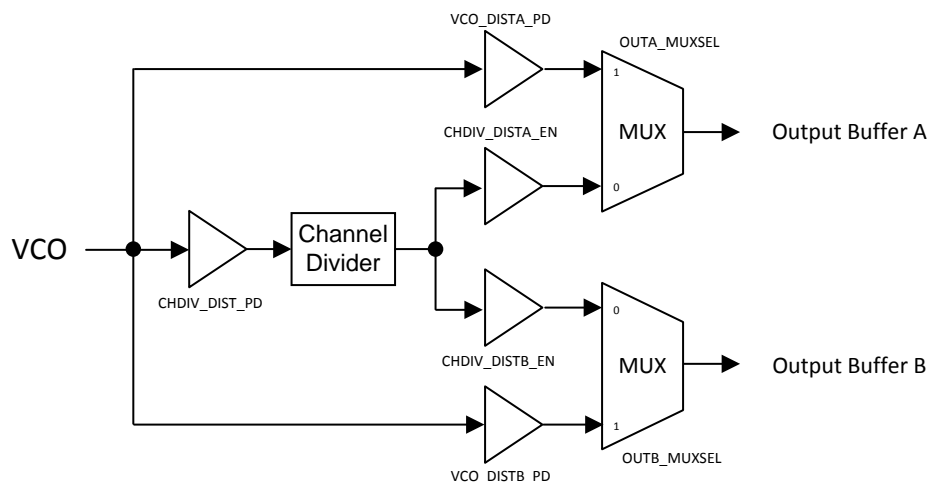 VCO_DISTA_PD
OUTA_MUXSEL
1
CHDIV_DISTA_EN
MUX
Output Buffer A
0
Channel
Divider
VCO
CHDIV_DIST_PD
0
CHDIV_DISTB_EN
MUX
Output Buffer B
1
OUTB_MUXSEL
VCO_DISTB_PD